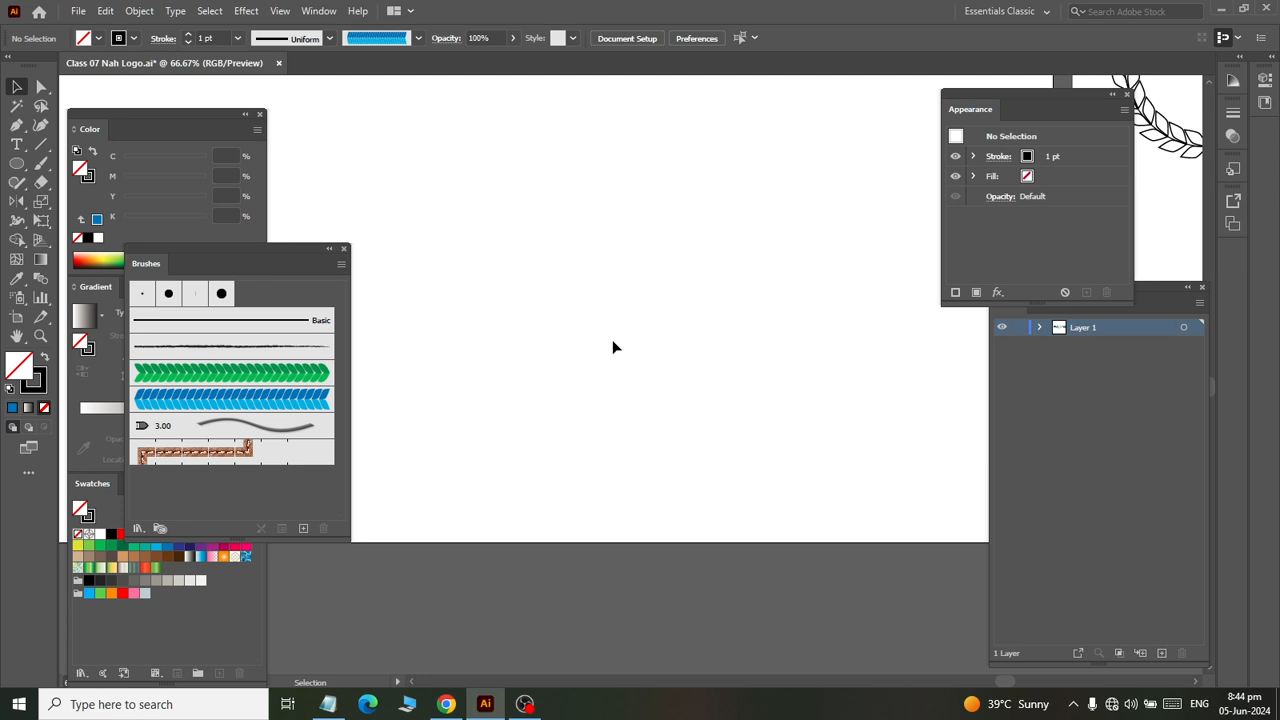 Ai File Edit Object Type Select Effect View Window Help Essentials Classic Search Adobe Stock
No Selection Stroke: 1 pt Uniform Opacity: 100% Style: Document Setup Preferences
Class 07 Nah Logo.ai* @ 66.67% (RGB/Preview)
Appearance
No Selection
Stroke: 1 pt
Fill:
Opacity: Default
Color
C %
M %
Y %
K %
Brushes
Basic
3.00
Gradient
Swatches
Layer 1
1 Layer
Selection
Type here to search
39°C Sunny
ENG
8:44 pm
05-Jun-2024